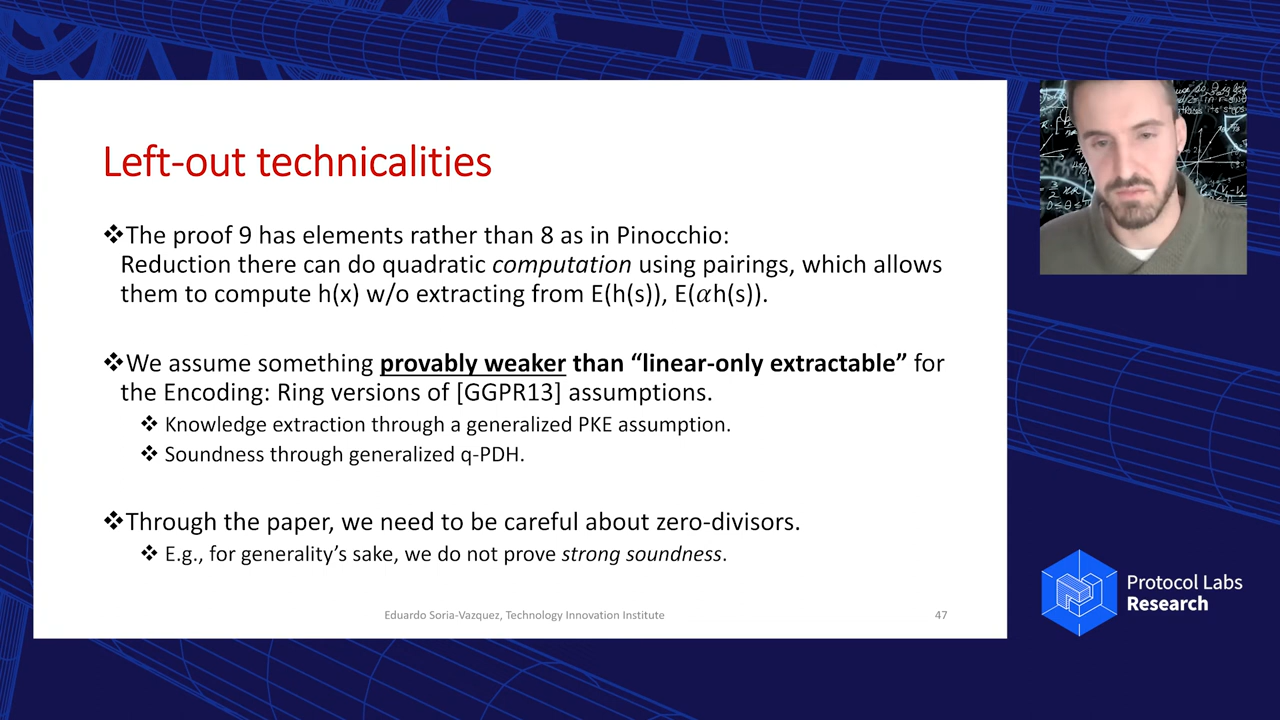 Left-out technicalities
❖The proof 9 has elements rather than 8 as in Pinocchio:
Reduction there can do quadratic computation using pairings, which allows
them to compute h(x) w/o extracting from E(h(s)), E(𝛼h(s)).
❖We assume something provably weaker than “linear-only extractable” for
the Encoding: Ring versions of [GGPR13] assumptions.
❖ Knowledge extraction through a generalized PKE assumption.
❖ Soundness through generalized q-PDH.
❖Through the paper, we need to be careful about zero-divisors.
❖ E.g., for generality’s sake, we do not prove strong soundness.
Eduardo Soria-Vazquez, Technology Innovation Institute
47
Protocol Labs
Research